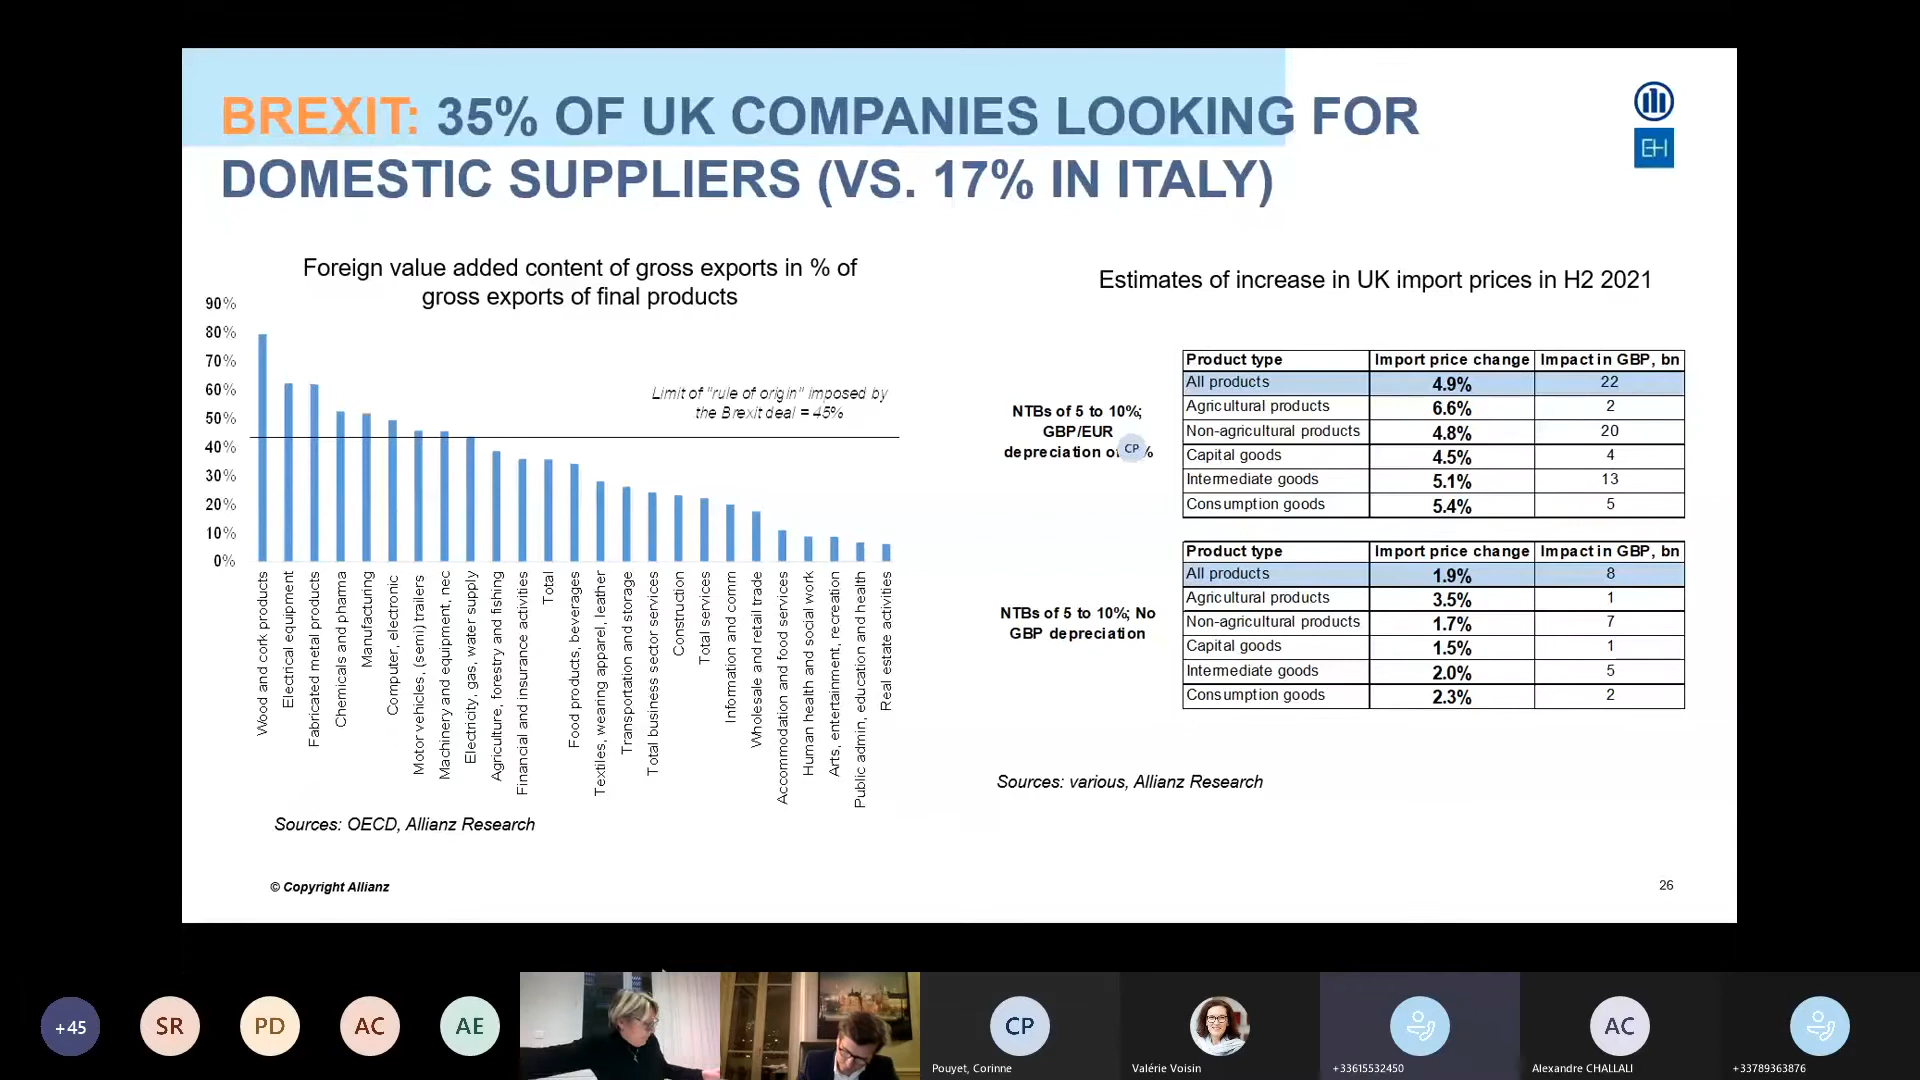 BREXIT: 35% OF UK COMPANIES LOOKING FOR
DOMESTIC SUPPLIERS (VS. 17% IN ITALY)
EH
Foreign value added content of gross exports in % of
gross exports of final products
90%
80%
70%
60%
50%
40%
30%
20%
10%
0%
Limit of "rule of origin" imposed by
the Brexit deal = 45%
Wood and cork products
Electrical equipment
Fabricated metal products
Chemicals and pharma
Manufacturing
Computer, electronic
Motor vehicles, (semi) trailers
Machinery and equipment, nec
Electricity, gas, water supply
Agriculture, forestry and fishing
Financial and insurance activities
Total
Food products, beverages
Textiles, wearing apparel, leather
Transportation and storage
Total business sector services
Construction
Total services
Information and comm
Wholesale and retail trade
Accommodation and food services
Human health and social work
Arts, entertainment, recreation
Public admin, education and health
Real estate activities
Sources: OECD, Allianz Research
Estimates of increase in UK import prices in H2 2021
NTBs of 5 to 10%;
GBP/EUR
depreciation of %
CP
Product type Import price change Impact in GBP, bn
All products 4.9% 22
Agricultural products 6.6% 2
Non-agricultural products 4.8% 20
Capital goods 4.5% 4
Intermediate goods 5.1% 13
Consumption goods 5.4% 5
NTBs of 5 to 10%; No
GBP depreciation
Product type Import price change Impact in GBP, bn
All products 1.9% 8
Agricultural products 3.5% 1
Non-agricultural products 1.7% 7
Capital goods 1.5% 1
Intermediate goods 2.0% 5
Consumption goods 2.3% 2
Sources: various, Allianz Research
© Copyright Allianz
26
+45
SR
PD
AC
AE
CP
AC
Pouyet, Corinne
Valérie Voisin
+33615532450
Alexandre CHALLALI
+33789363876